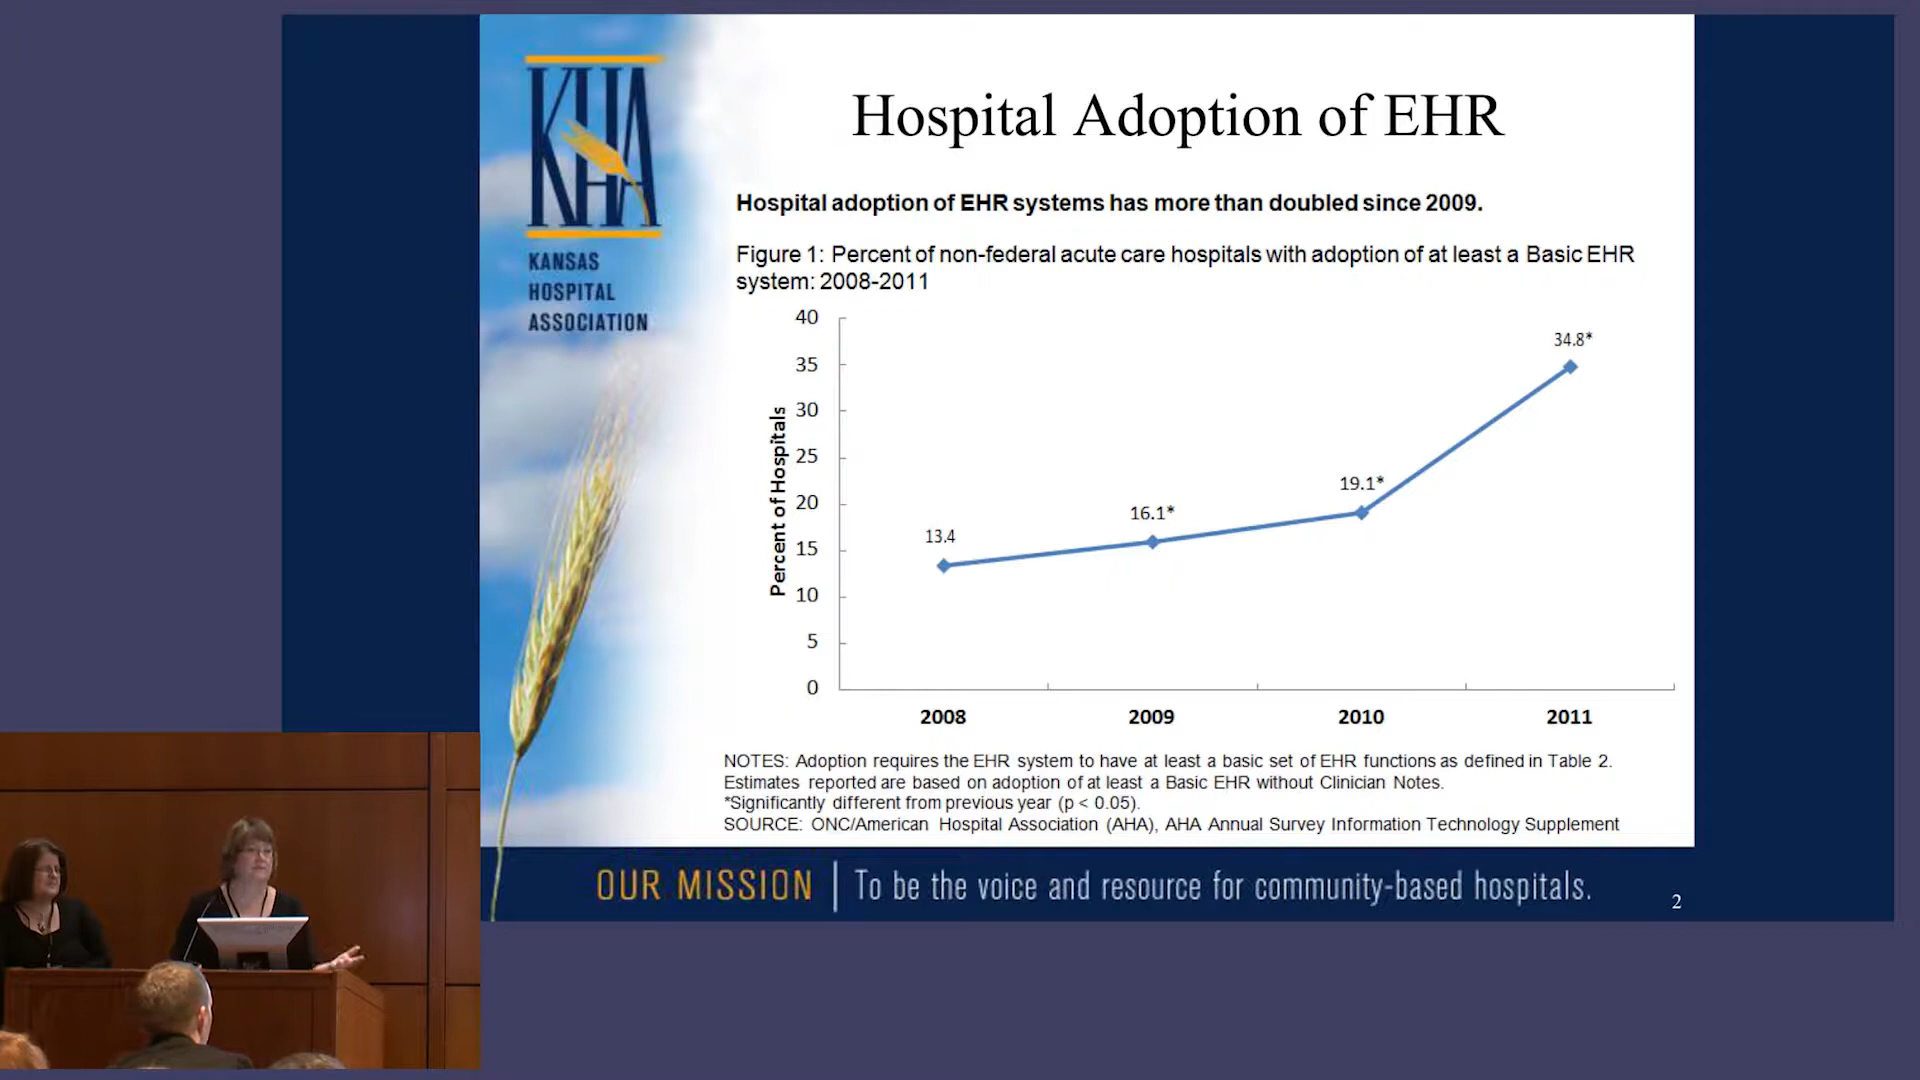 KHA
KANSAS
HOSPITAL
ASSOCIATION
Hospital Adoption of EHR
Hospital adoption of EHR systems has more than doubled since 2009.
Figure 1: Percent of non-federal acute care hospitals with adoption of at least a Basic EHR
system: 2008-2011
Percent of Hospitals
40
35
30
25
20
15
10
5
0
13.4
16.1*
19.1*
34.8*
2008 2009 2010 2011
NOTES: Adoption requires the EHR system to have at least a basic set of EHR functions as defined in Table 2.
Estimates reported are based on adoption of at least a Basic EHR without Clinician Notes.
*Significantly different from previous year (p < 0.05).
SOURCE: ONC/American Hospital Association (AHA), AHA Annual Survey Information Technology Supplement
OUR MISSION | To be the voice and resource for community-based hospitals.
2